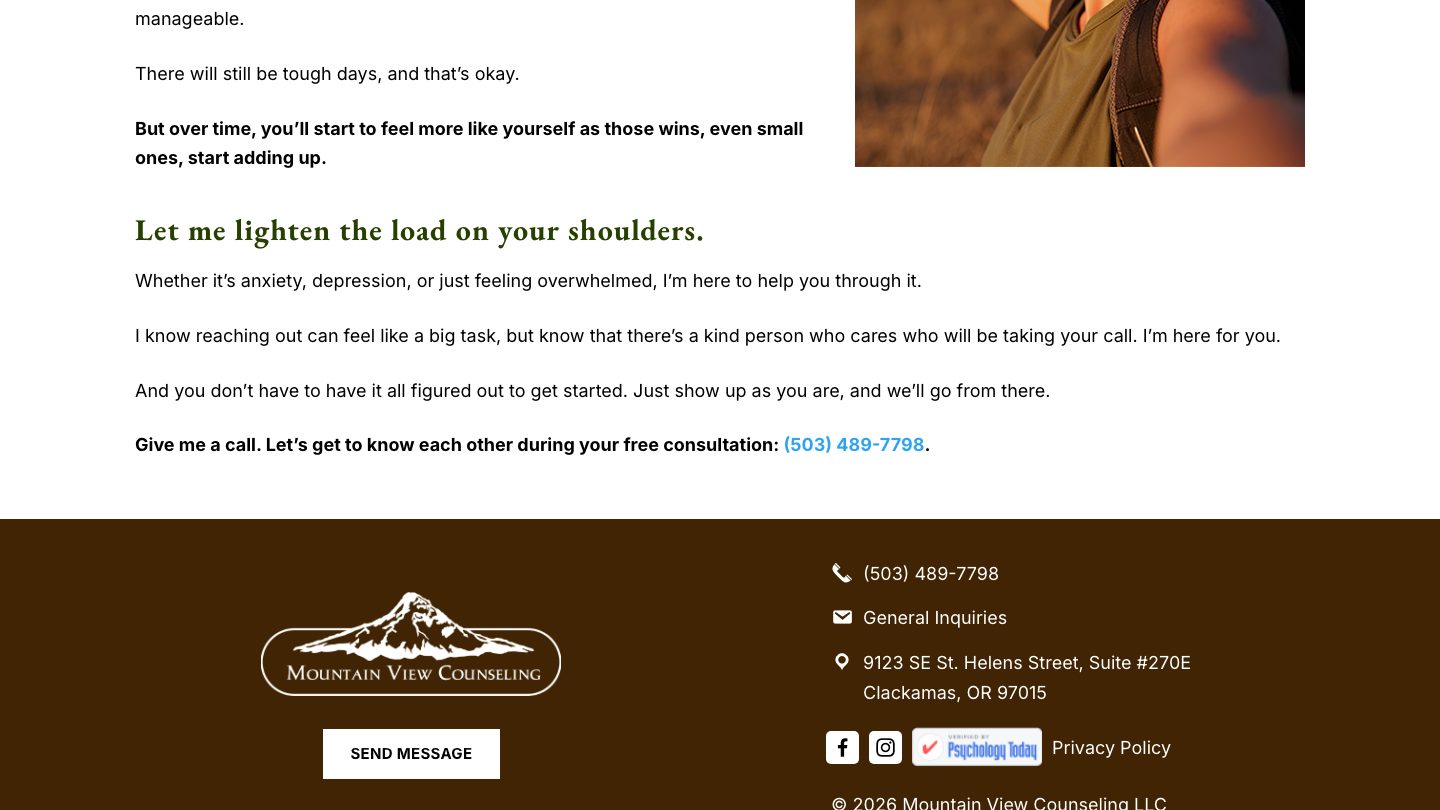 manageable.
There will still be tough days, and that’s okay.
But over time, you’ll start to feel more like yourself as those wins, even small
ones, start adding up.
Let me lighten the load on your shoulders.
Whether it’s anxiety, depression, or just feeling overwhelmed, I’m here to help you through it.
I know reaching out can feel like a big task, but know that there’s a kind person who cares who will be taking your call. I’m here for you.
And you don’t have to have it all figured out to get started. Just show up as you are, and we’ll go from there.
Give me a call. Let’s get to know each other during your free consultation: (503) 489-7798.
Mountain View Counseling
SEND MESSAGE
(503) 489-7798
General Inquiries
9123 SE St. Helens Street, Suite #270E
Clackamas, OR 97015
VERIFIED BY
Psychology Today
Privacy Policy
© 2026 Mountain View Counseling LLC